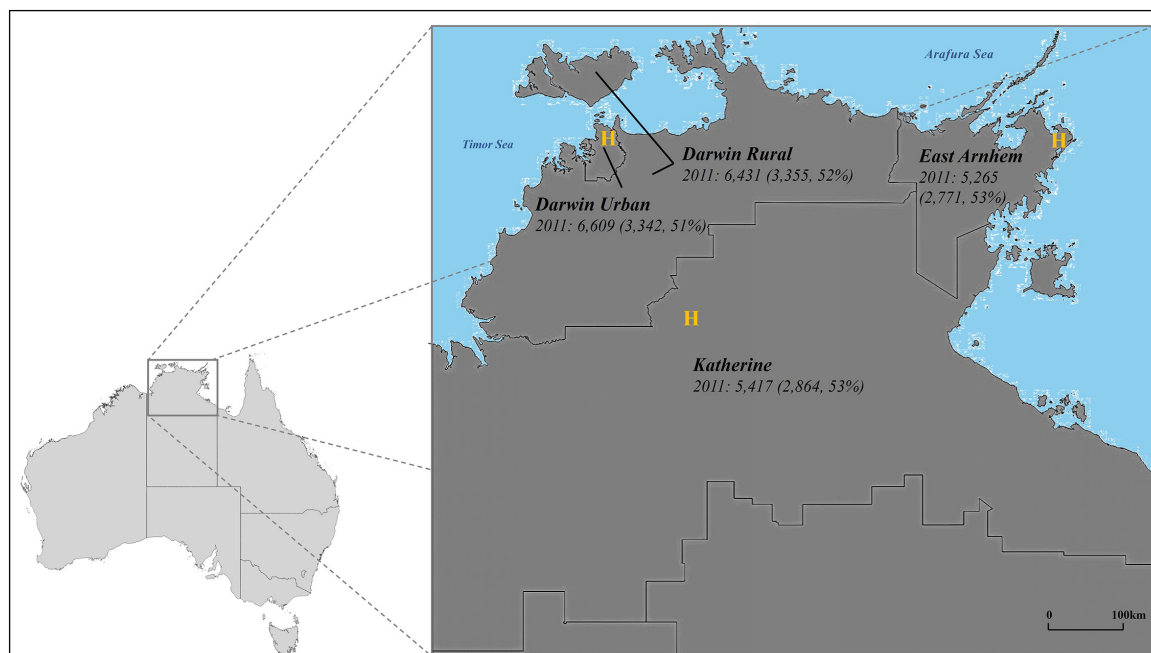 Arafura Sea
Timor Sea
H
H
Darwin Rural
2011: 6,431 (3,355, 52%)
East Arnhem
2011: 5,265
(2,771, 53%)
Darwin Urban
2011: 6,609 (3,342, 51%)
H
Katherine
2011: 5,417 (2,864, 53%)
0 100km